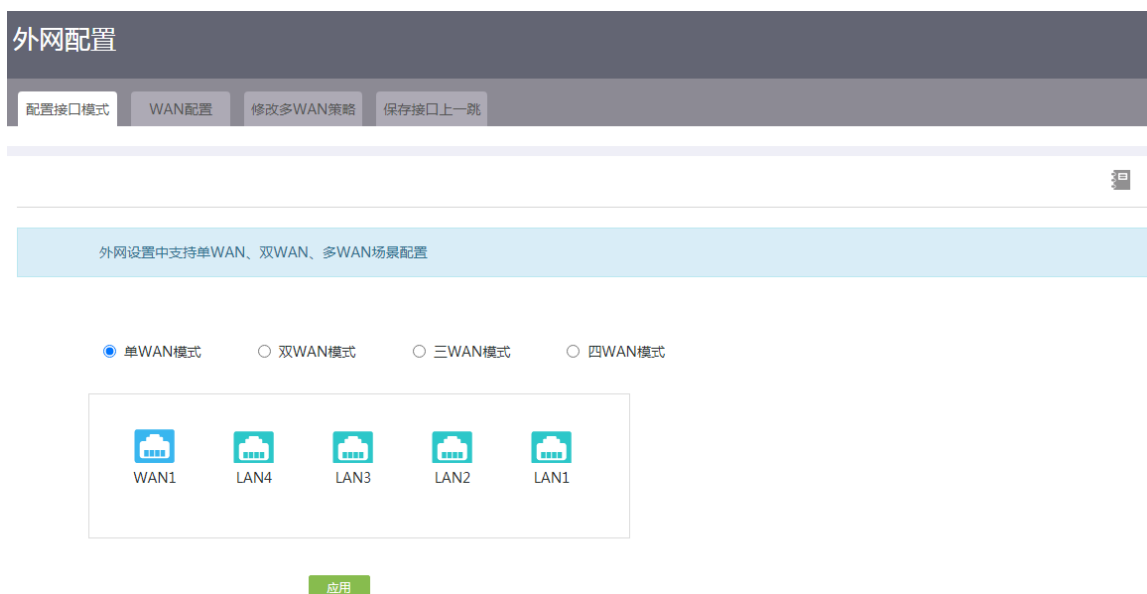 外网配置
配置接口模式 WAN配置 修改多WAN策略 保存接口上一跳
外网设置中支持单WAN、双WAN、多WAN场景配置
单WAN模式 双WAN模式 三WAN模式 四WAN模式
WAN1 LAN4 LAN3 LAN2 LAN1
应用